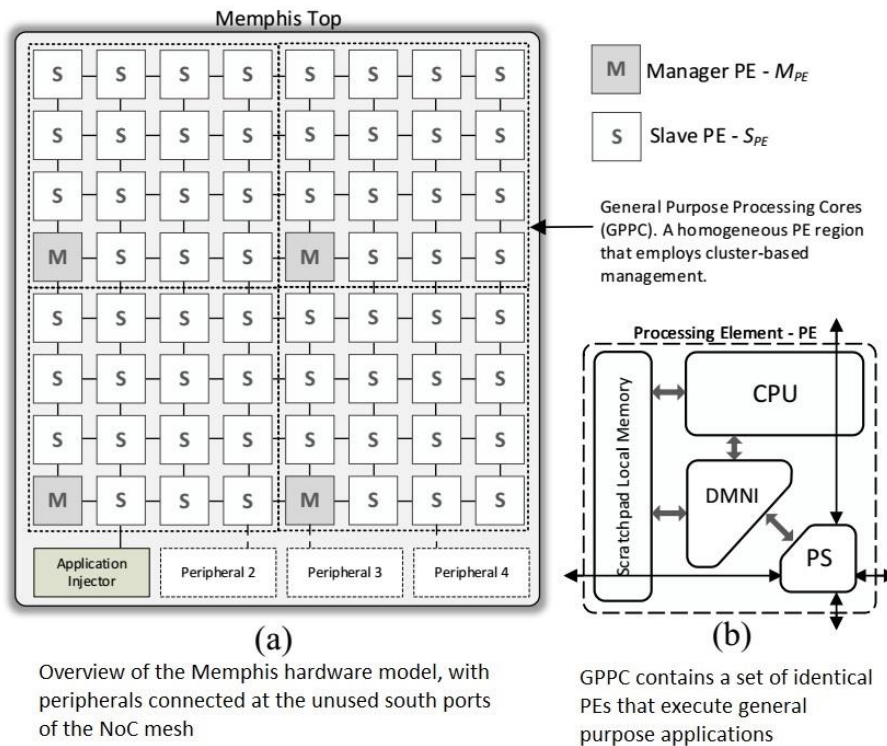 Memphis Top
S S S S S S S S
S S S S S S S S
S S S S S S S S
M S S S M S S S
S S S S S S S S
S S S S S S S S
S S S S S S S S
M S S S M S S S
Application
Injector
Peripheral 2
Peripheral 3
Peripheral 4
(a)
Overview of the Memphis hardware model, with
peripherals connected at the unused south ports
of the NoC mesh
M Manager PE - MPE
S Slave PE - SPE
General Purpose Processing Cores
(GPPC). A homogeneous PE region
that employs cluster-based
management.
Processing Element - PE
Scratchpad Local Memory
CPU
DMNI
PS
(b)
GPPC contains a set of identical
PEs that execute general
purpose applications